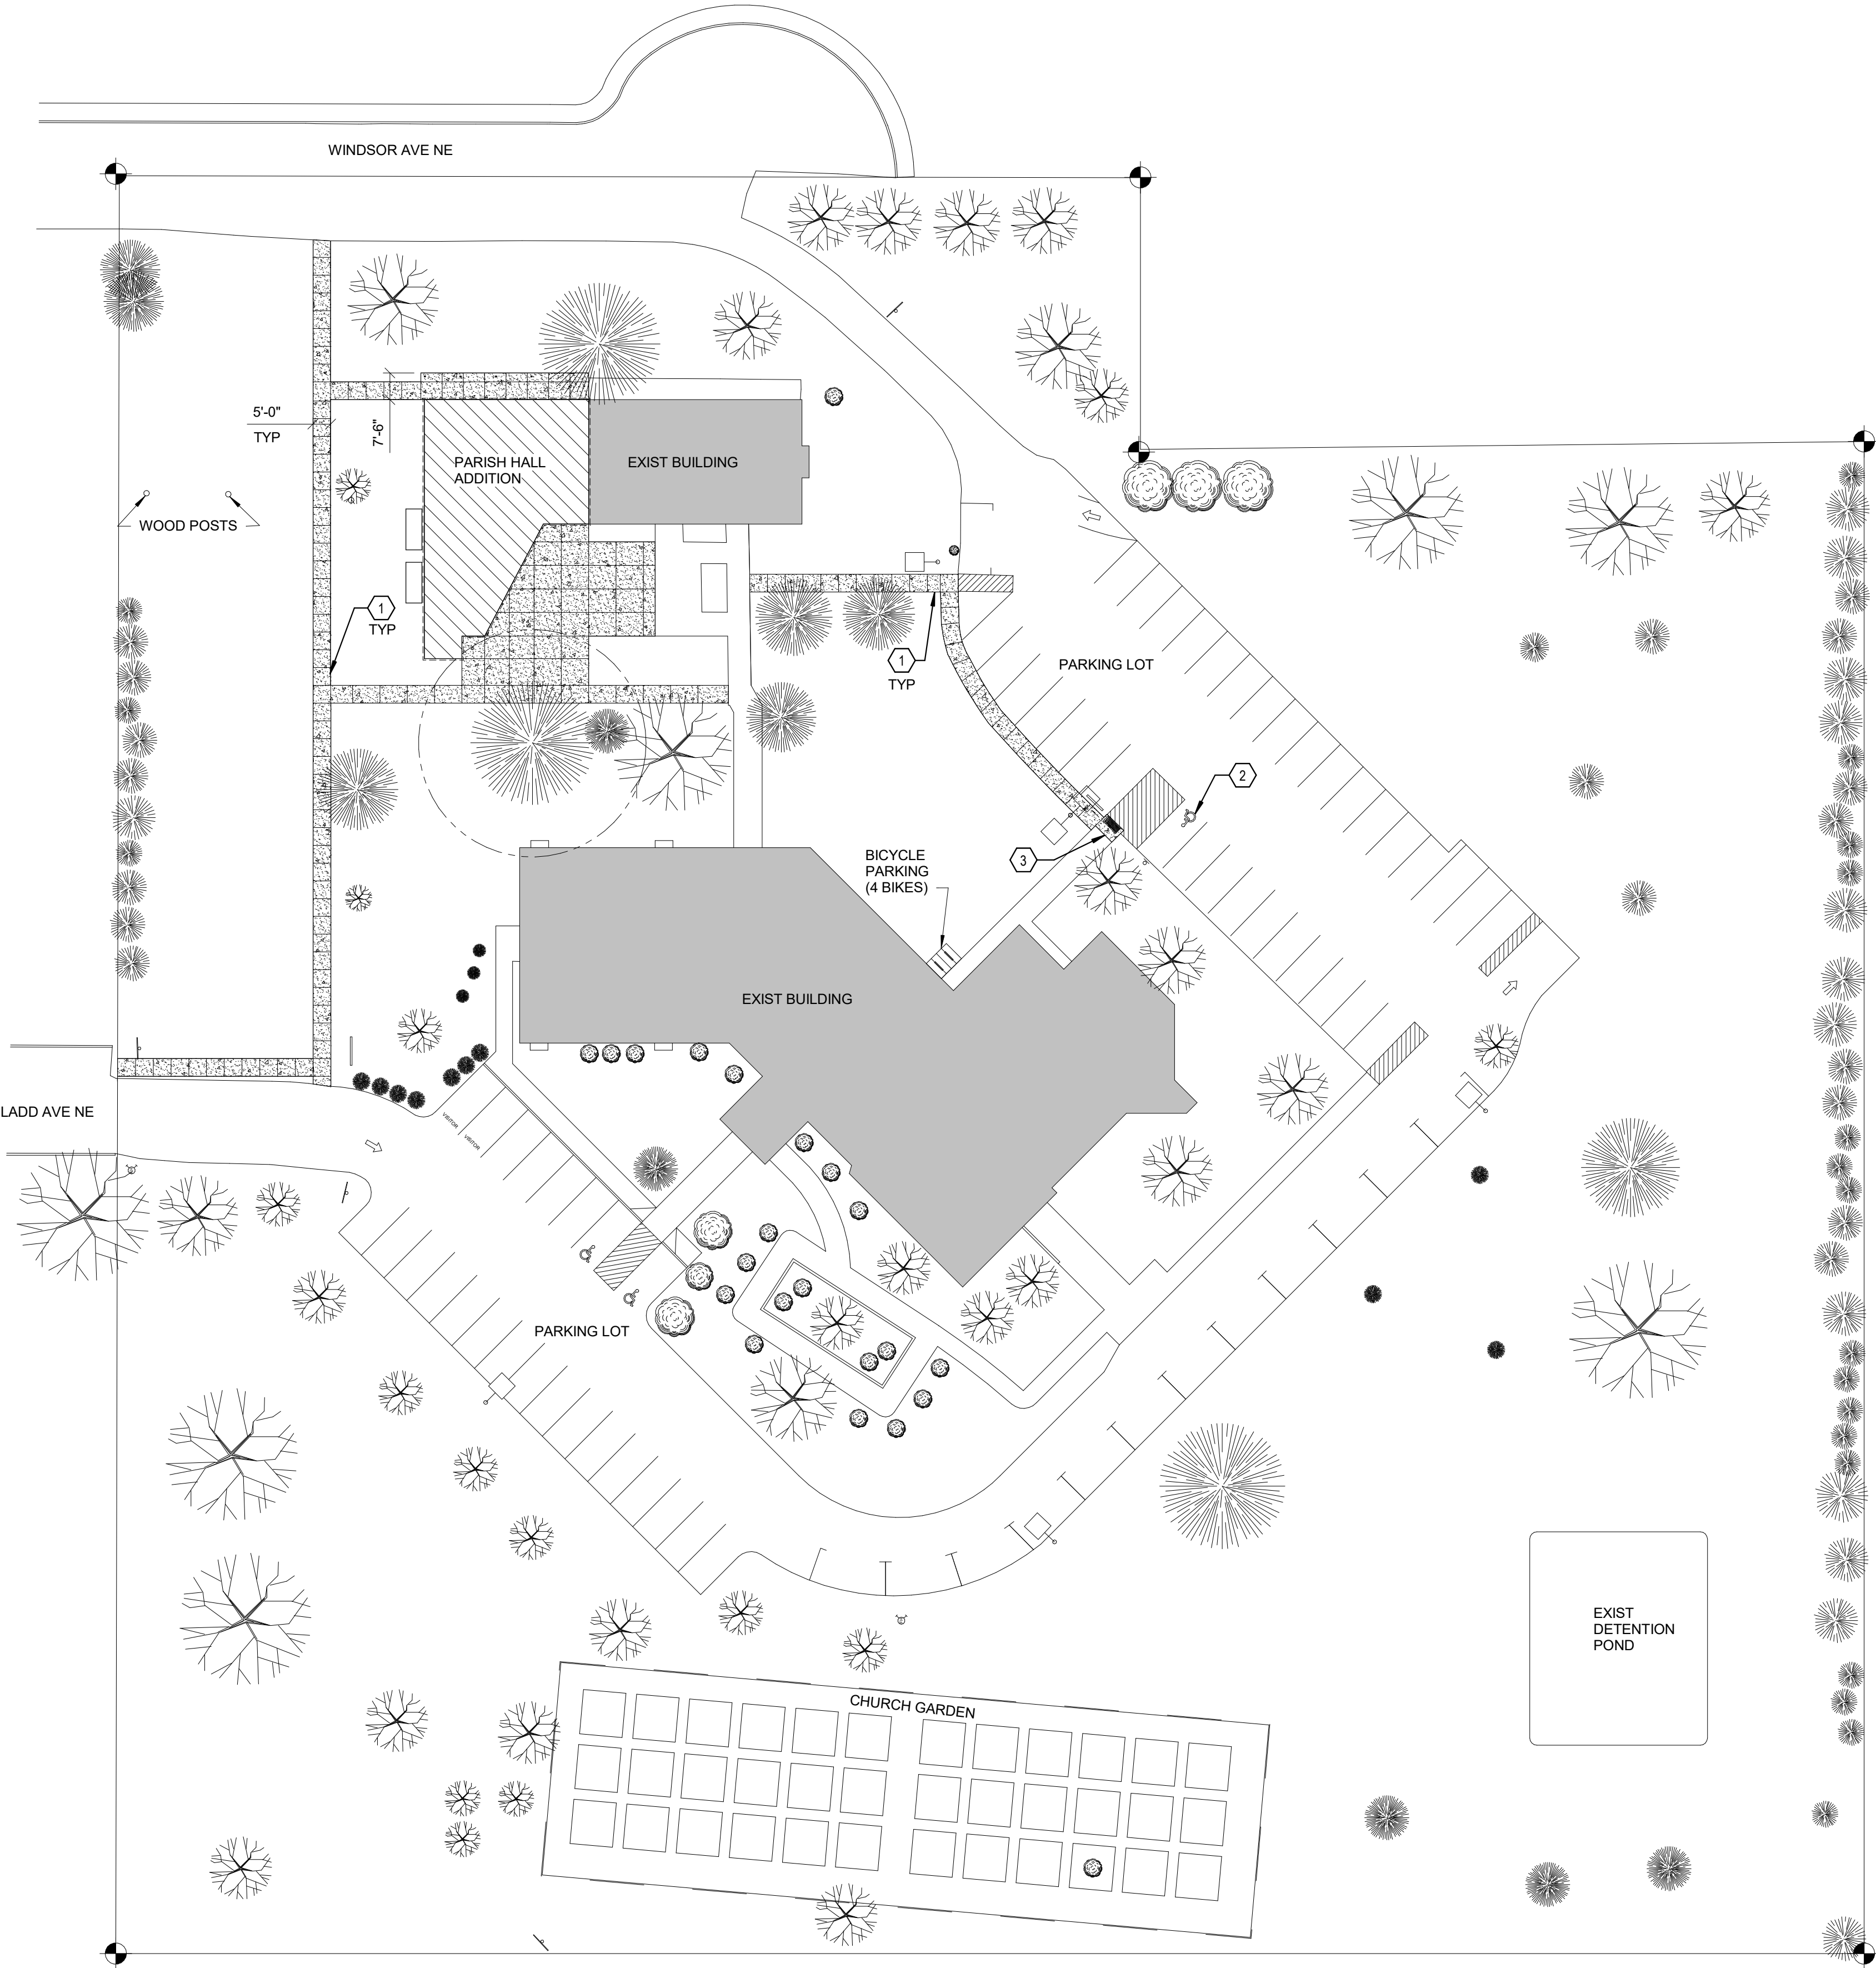 WINDSOR AVE NE
5'-0"
TYP
7'-6"
PARISH HALL
ADDITION
EXIST BUILDING
WOOD POSTS
1
TYP
1
TYP
PARKING LOT
2
3
BICYCLE
PARKING
(4 BIKES)
EXIST BUILDING
LADD AVE NE
VISITOR
VISITOR
PARKING LOT
EXIST
DETENTION
POND
CHURCH GARDEN